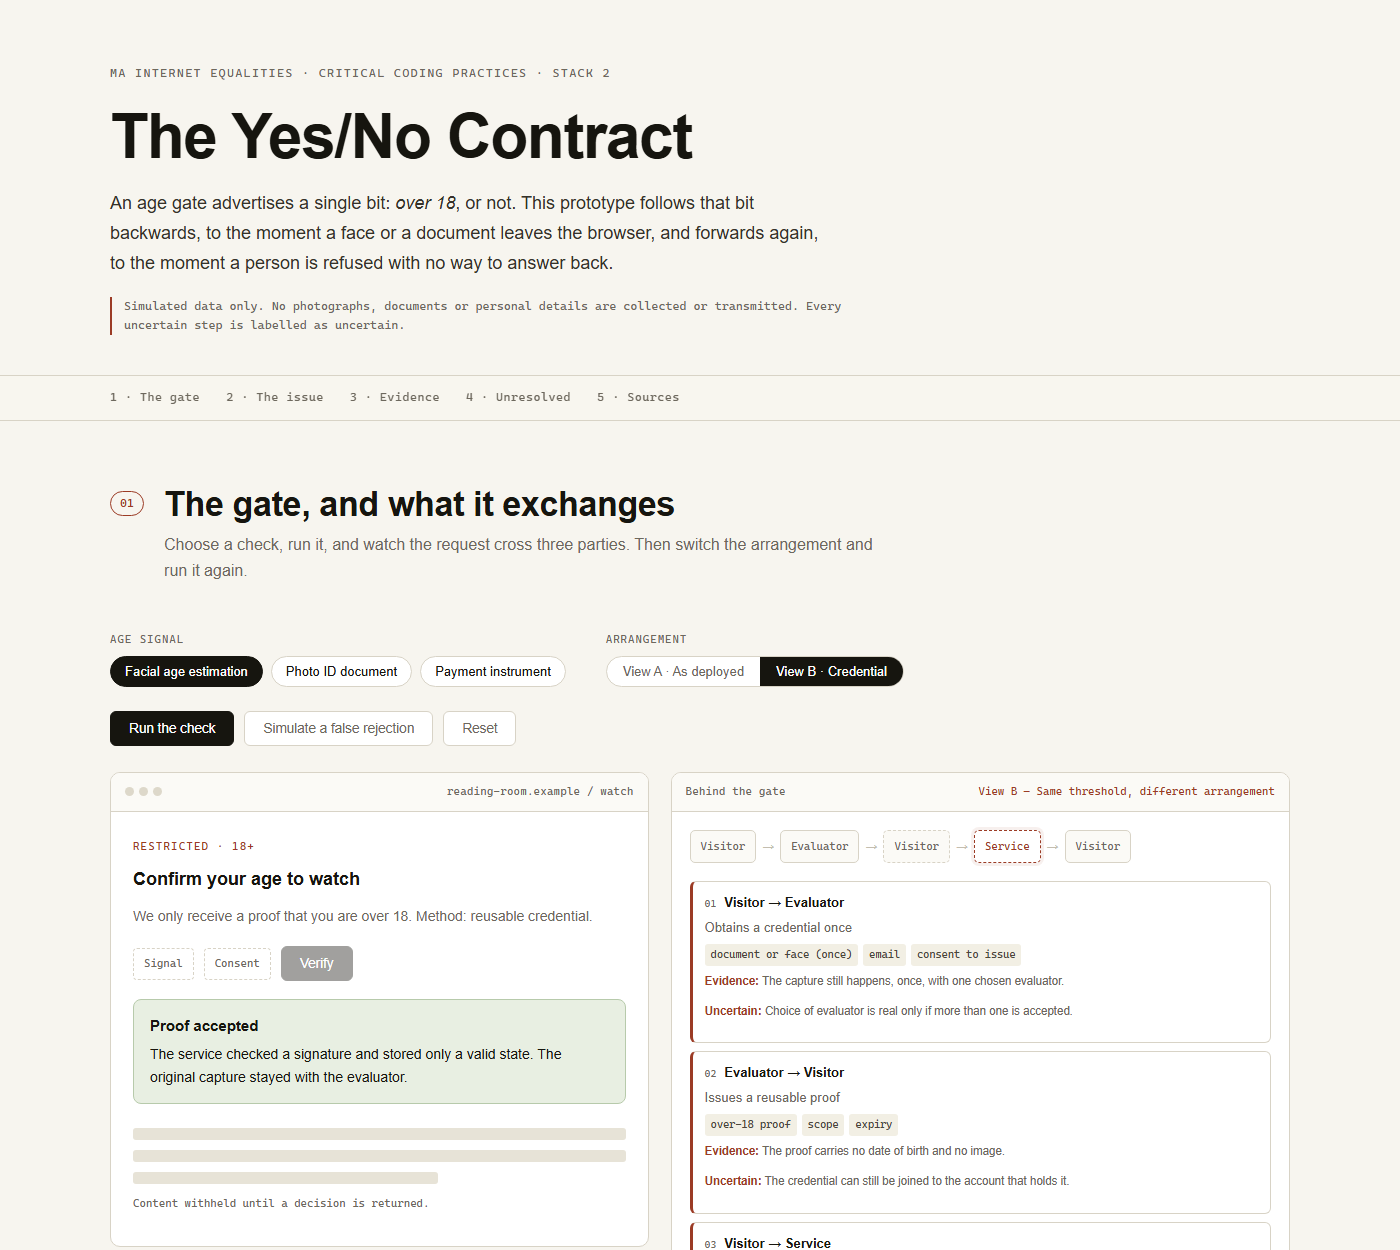 MA INTERNET EQUALITIES · CRITICAL CODING PRACTICES · STACK 2
The Yes/No Contract
An age gate advertises a single bit: over 18, or not. This prototype follows that bit
backwards, to the moment a face or a document leaves the browser, and forwards again,
to the moment a person is refused with no way to answer back.
Simulated data only. No photographs, documents or personal details are collected or transmitted. Every
uncertain step is labelled as uncertain.
1 · The gate 2 · The issue 3 · Evidence 4 · Unresolved 5 · Sources
01 The gate, and what it exchanges
Choose a check, run it, and watch the request cross three parties. Then switch the arrangement and
run it again.
AGE SIGNAL
Facial age estimation Photo ID document Payment instrument
ARRANGEMENT
View A · As deployed View B · Credential
Run the check Simulate a false rejection Reset
reading-room.example / watch
RESTRICTED · 18+
Confirm your age to watch
We only receive a proof that you are over 18. Method: reusable credential.
Signal Consent Verify
Proof accepted
The service checked a signature and stored only a valid state. The
original capture stayed with the evaluator.
Content withheld until a decision is returned.
Behind the gate View B — Same threshold, different arrangement
Visitor → Evaluator → Visitor → Service → Visitor
01 Visitor → Evaluator
Obtains a credential once
document or face (once) email consent to issue
Evidence: The capture still happens, once, with one chosen evaluator.
Uncertain: Choice of evaluator is real only if more than one is accepted.
02 Evaluator → Visitor
Issues a reusable proof
over-18 proof scope expiry
Evidence: The proof carries no date of birth and no image.
Uncertain: The credential can still be joined to the account that holds it.
03 Visitor → Service